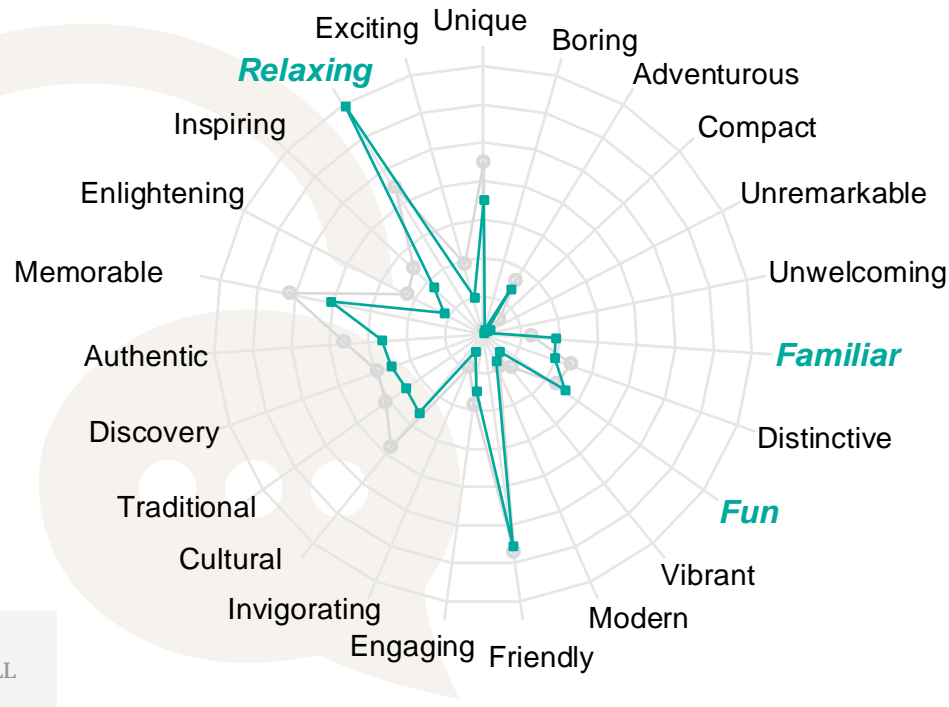 Unique
Exciting
Boring
Relaxing
Adventurous
Inspiring
Compact
Enlightening
Unremarkable
Memorable
Unwelcoming
Authentic
Familiar
Discovery
Distinctive
Traditional
Fun
Cultural
Vibrant
Invigorating
Modern
Engaging
Friendly